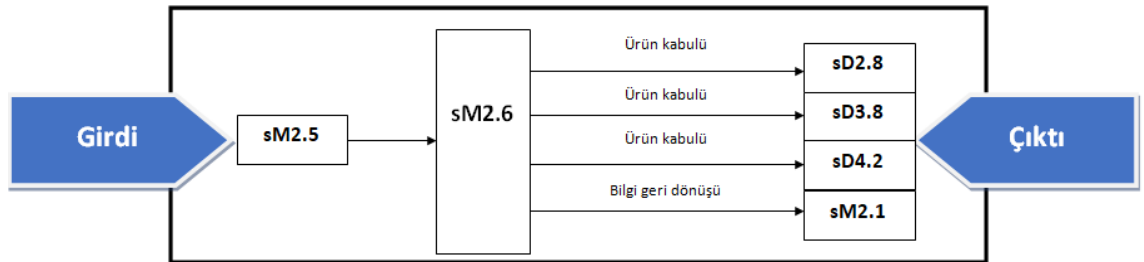 Girdi
sM2.5
sM2.6
Ürün kabulü
Ürün kabulü
Ürün kabulü
Bilgi geri dönüşü
sD2.8
sD3.8
sD4.2
sM2.1
Çıktı